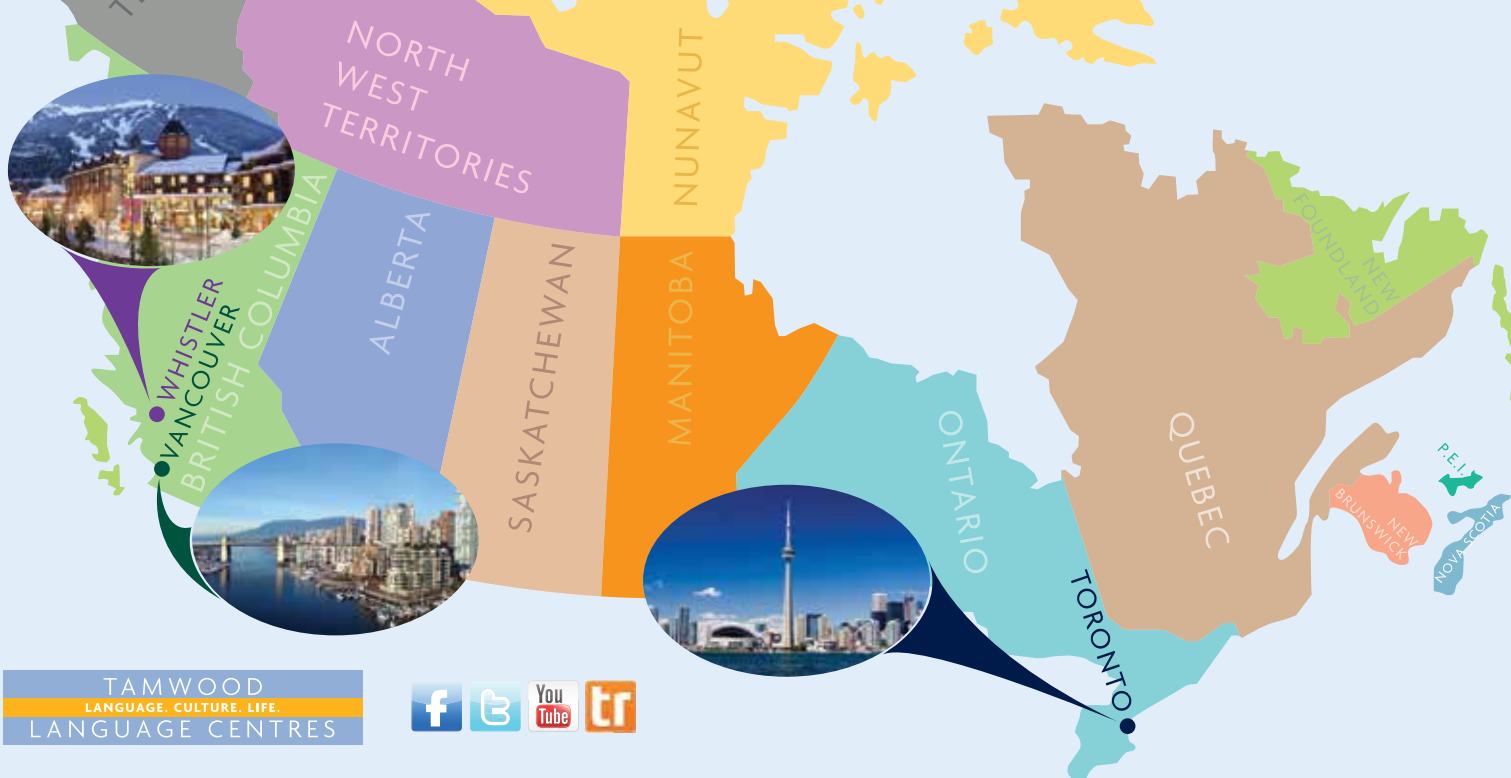 NORTH
WEST
TERRITORIES
NUNAVUT
BRITISH COLUMBIA
WHISTLER
VANCOUVER
ALBERTA
SASKATCHEWAN
MANITOBA
ONTARIO
TORONTO
QUEBEC
NEW
FOUNDLAND
P.E.I.
NEW
BRUNSWICK
NOVA SCOTIA
TAMWOOD
LANGUAGE. CULTURE. LIFE.
LANGUAGE CENTRES
f
t
You
Tube
tr